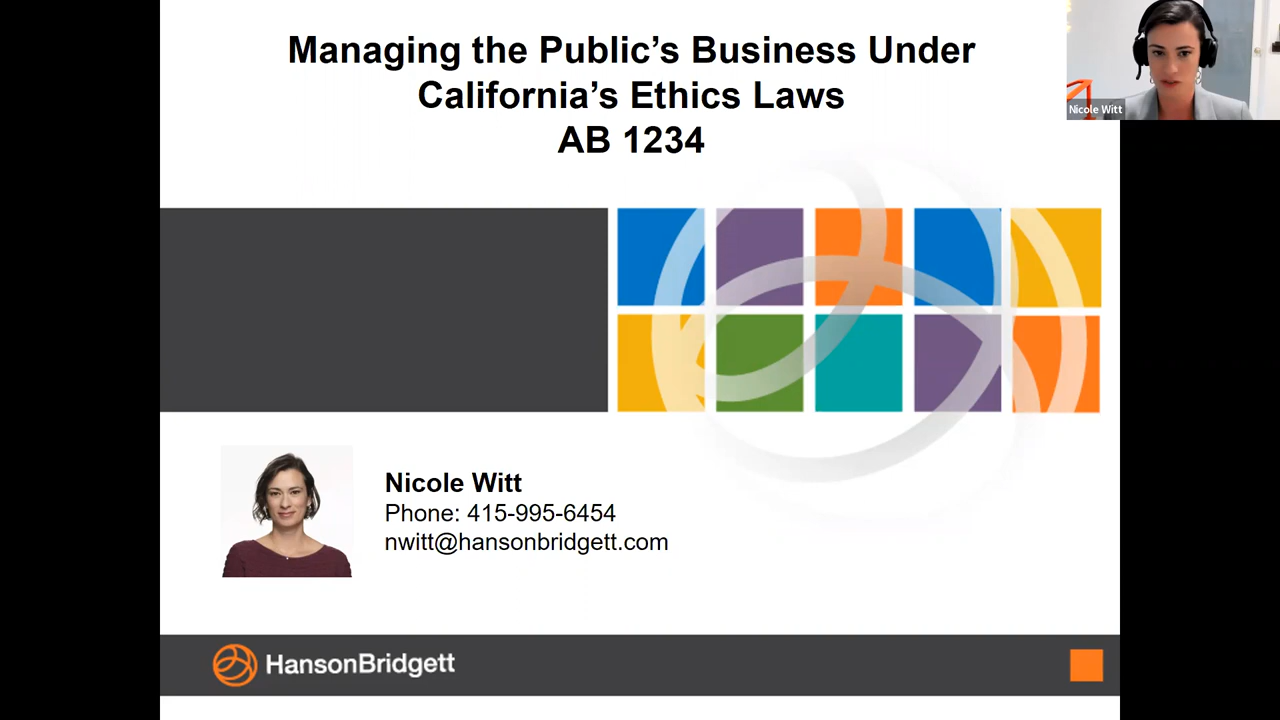 Managing the Public’s Business Under
California’s Ethics Laws
AB 1234
Nicole Witt
Nicole Witt
Phone: 415-995-6454
nwitt@hansonbridgett.com
HansonBridgett